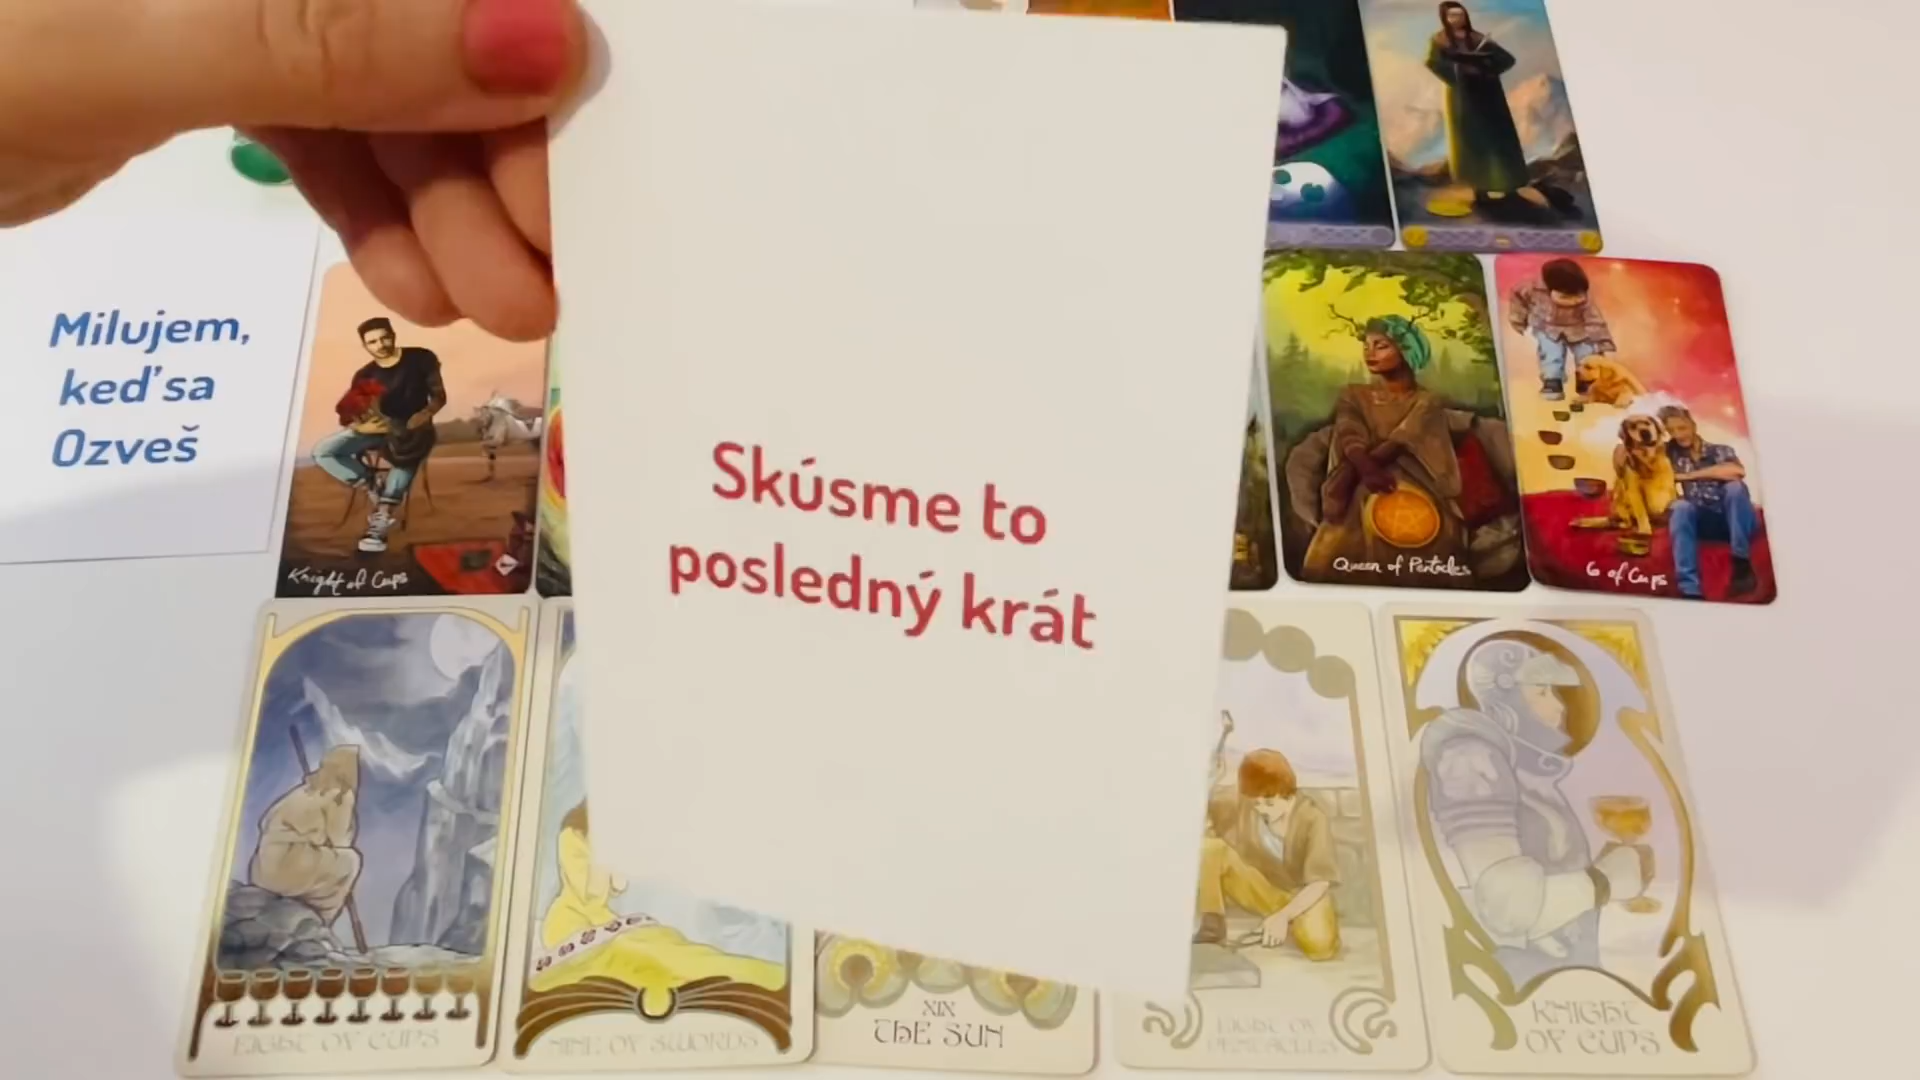 Milujem,
keď sa
Ozveš
Skúsme to
posledný krát
Knight of Cups
Queen of Pentacles
6 of Cups
EIGHT OF CUPS
NINE OF SWORDS
XIX
THE SUN
EIGHT OF
PENTACLES
KNIGHT
OF CUPS